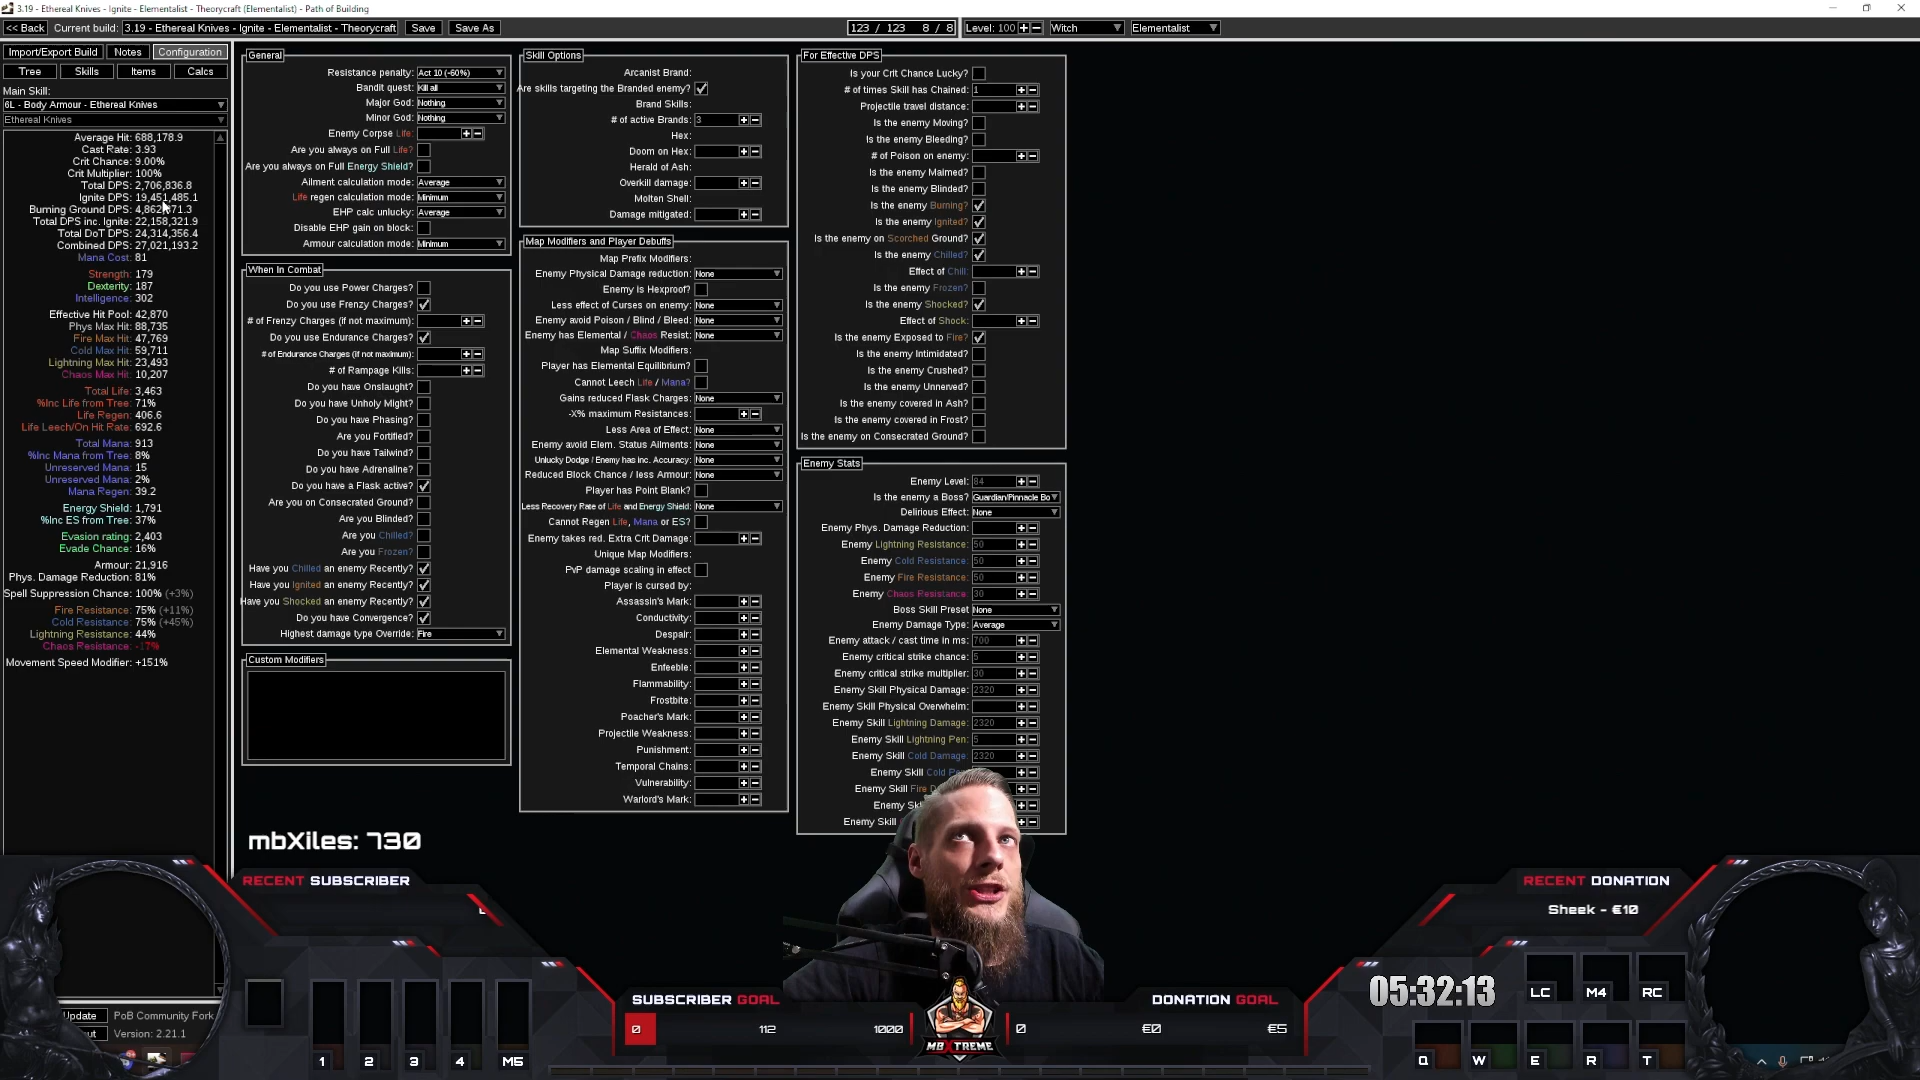 3.19 - Ethereal Knives - Ignite - Elementalist - Theorycraft (Elementalist) - Path of Building
<< Back Current build: 3.19 - Ethereal Knives - Ignite - Elementalist - Theorycraft Save Save As 123 / 123 8 / 8 Level: 100 Witch Elementalist
Import/Export Build Notes Configuration
Tree Skills Items Calcs
Main Skill:
6L - Body Armour - Ethereal Knives
Ethereal Knives
Average Hit: 688,178.9
Cast Rate: 3.93
Crit Chance: 9.00%
Crit Multiplier: 100%
Total DPS: 2,706,836.8
Ignite DPS: 19,451,485.1
Burning Ground DPS: 4,862,871.3
Total DPS inc. Ignite: 22,158,321.9
Total DoT DPS: 24,314,356.4
Combined DPS: 27,021,193.2
Mana Cost: 81
Strength: 179
Dexterity: 187
Intelligence: 302
Effective Hit Pool: 42,870
Phys Max Hit: 88,735
Fire Max Hit: 47,769
Cold Max Hit: 59,711
Lightning Max Hit: 23,493
Chaos Max Hit: 10,207
Total Life: 3,463
%Inc Life from Tree: 71%
Life Regen: 406.6
Life Leech/On Hit Rate: 692.6
Total Mana: 913
%Inc Mana from Tree: 8%
Unreserved Mana: 15
Unreserved Mana: 2%
Mana Regen: 39.2
Energy Shield: 1,791
%Inc ES from Tree: 37%
Evasion rating: 2,403
Evade Chance: 16%
Armour: 21,916
Phys. Damage Reduction: 81%
Spell Suppression Chance: 100% (+3%)
Fire Resistance: 75% (+11%)
Cold Resistance: 75% (+45%)
Lightning Resistance: 44%
Chaos Resistance: -17%
Movement Speed Modifier: +151%
General
Resistance penalty: Act 10 (-60%)
Bandit quest: Kill all
Major God: Nothing
Minor God: Nothing
Enemy Corpse Life:
Are you always on Full Life?
Are you always on Full Energy Shield?
Ailment calculation mode: Average
Life regen calculation mode: Minimum
EHP calc unlucky: Average
Disable EHP gain on block:
Armour calculation mode: Minimum
When In Combat
Do you use Power Charges?
Do you use Frenzy Charges?
# of Frenzy Charges (if not maximum):
Do you use Endurance Charges?
# of Endurance Charges (if not maximum):
# of Rampage Kills:
Do you have Onslaught?
Do you have Unholy Might?
Do you have Phasing?
Are you Fortified?
Do you have Tailwind?
Do you have Adrenaline?
Do you have a Flask active?
Are you on Consecrated Ground?
Are you Blinded?
Are you Chilled?
Are you Frozen?
Have you Chilled an enemy Recently?
Have you Ignited an enemy Recently?
Have you Shocked an enemy Recently?
Do you have Convergence?
Highest damage type Override: Fire
Custom Modifiers
Skill Options
Arcanist Brand:
Are skills targeting the Branded enemy?
Brand Skills:
# of active Brands: 3
Hex:
Doom on Hex:
Herald of Ash:
Overkill damage:
Molten Shell:
Damage mitigated:
Map Modifiers and Player Debuffs
Map Prefix Modifiers:
Enemy Physical Damage reduction: None
Enemy is Hexproof?
Less effect of Curses on enemy: None
Enemy avoid Poison / Blind / Bleed: None
Enemy has Elemental / Chaos Resist: None
Map Suffix Modifiers:
Player has Elemental Equilibrium?
Cannot Leech Life / Mana?
Gains reduced Flask Charges: None
-X% maximum Resistances:
Less Area of Effect: None
Enemy avoid Elem. Status Ailments: None
Unlucky Dodge / Enemy has inc. Accuracy: None
Reduced Block Chance / less Armour: None
Player has Point Blank?
Less Recovery Rate of Life and Energy Shield: None
Cannot Regen Life, Mana or ES?
Enemy takes red. Extra Crit Damage:
Unique Map Modifiers:
PvP damage scaling in effect
Player is cursed by:
Assassin's Mark:
Conductivity:
Despair:
Elemental Weakness:
Enfeeble:
Flammability:
Frostbite:
Poacher's Mark:
Projectile Weakness:
Punishment:
Temporal Chains:
Vulnerability:
Warlord's Mark:
For Effective DPS
Is your Crit Chance Lucky?
# of times Skill has Chained: 1
Projectile travel distance:
Is the enemy Moving?
Is the enemy Bleeding?
# of Poison on enemy:
Is the enemy Maimed?
Is the enemy Blinded?
Is the enemy Burning?
Is the enemy Ignited?
Is the enemy on Scorched Ground?
Is the enemy Chilled?
Effect of Chill:
Is the enemy Frozen?
Is the enemy Shocked?
Effect of Shock:
Is the enemy Exposed to Fire?
Is the enemy Intimidated?
Is the enemy Crushed?
Is the enemy Unnerved?
Is the enemy covered in Ash?
Is the enemy covered in Frost?
Is the enemy on Consecrated Ground?
Enemy Stats
Enemy Level: 84
Is the enemy a Boss? Guardian/Pinnacle Bo
Delirious Effect: None
Enemy Phys. Damage Reduction:
Enemy Lightning Resistance: 50
Enemy Cold Resistance: 50
Enemy Fire Resistance: 50
Enemy Chaos Resistance: 30
Boss Skill Preset None
Enemy Damage Type: Average
Enemy attack / cast time in ms: 700
Enemy critical strike chance: 5
Enemy critical strike multiplier: 30
Enemy Skill Physical Damage: 2320
Enemy Skill Physical Overwhelm:
Enemy Skill Lightning Damage: 2320
Enemy Skill Lightning Pen: 5
Enemy Skill Cold Damage: 2320
Enemy Skill Cold
Enemy Skill Fire
Enemy
Enemy Skill
mbXiles: 730
RECENT SUBSCRIBER
RECENT DONATION
Sheek - €10
SUBSCRIBER GOAL
0 112 1000
DONATION GOAL
0 €0 €5
MBXTREME
05:32:13
LC M4 RC
1 2 3 4 M5
Q W E R T
Update PoB Community Fork
Version: 2.21.1